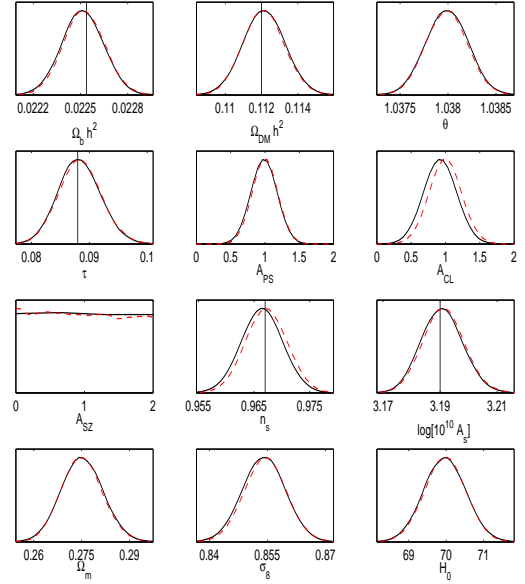 0.0222 0.0225 0.0228 0.11 0.112 0.114 1.0375 1.038 1.0385
Ω_b h² Ω_DM h² θ
0.08 0.09 0.1 0 0.5 1 1.5 2 0 0.5 1 1.5 2
τ A_PS A_CL
0 1 2 0.955 0.965 0.975 3.17 3.19 3.21
A_SZ n_s log[10¹⁰ A_s]
0.26 0.275 0.29 0.84 0.855 0.87 69 70 71
Ω_m σ_8 H_0